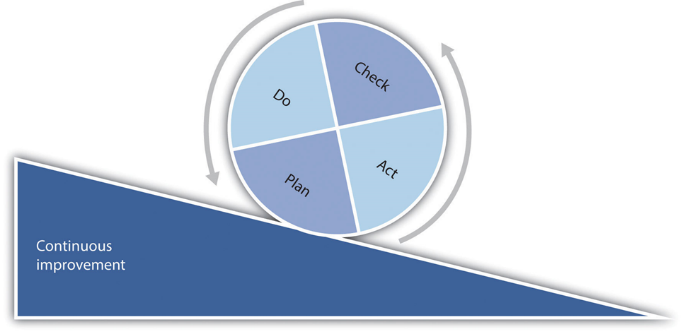 Check
Do
Act
Plan
Continuous
improvement